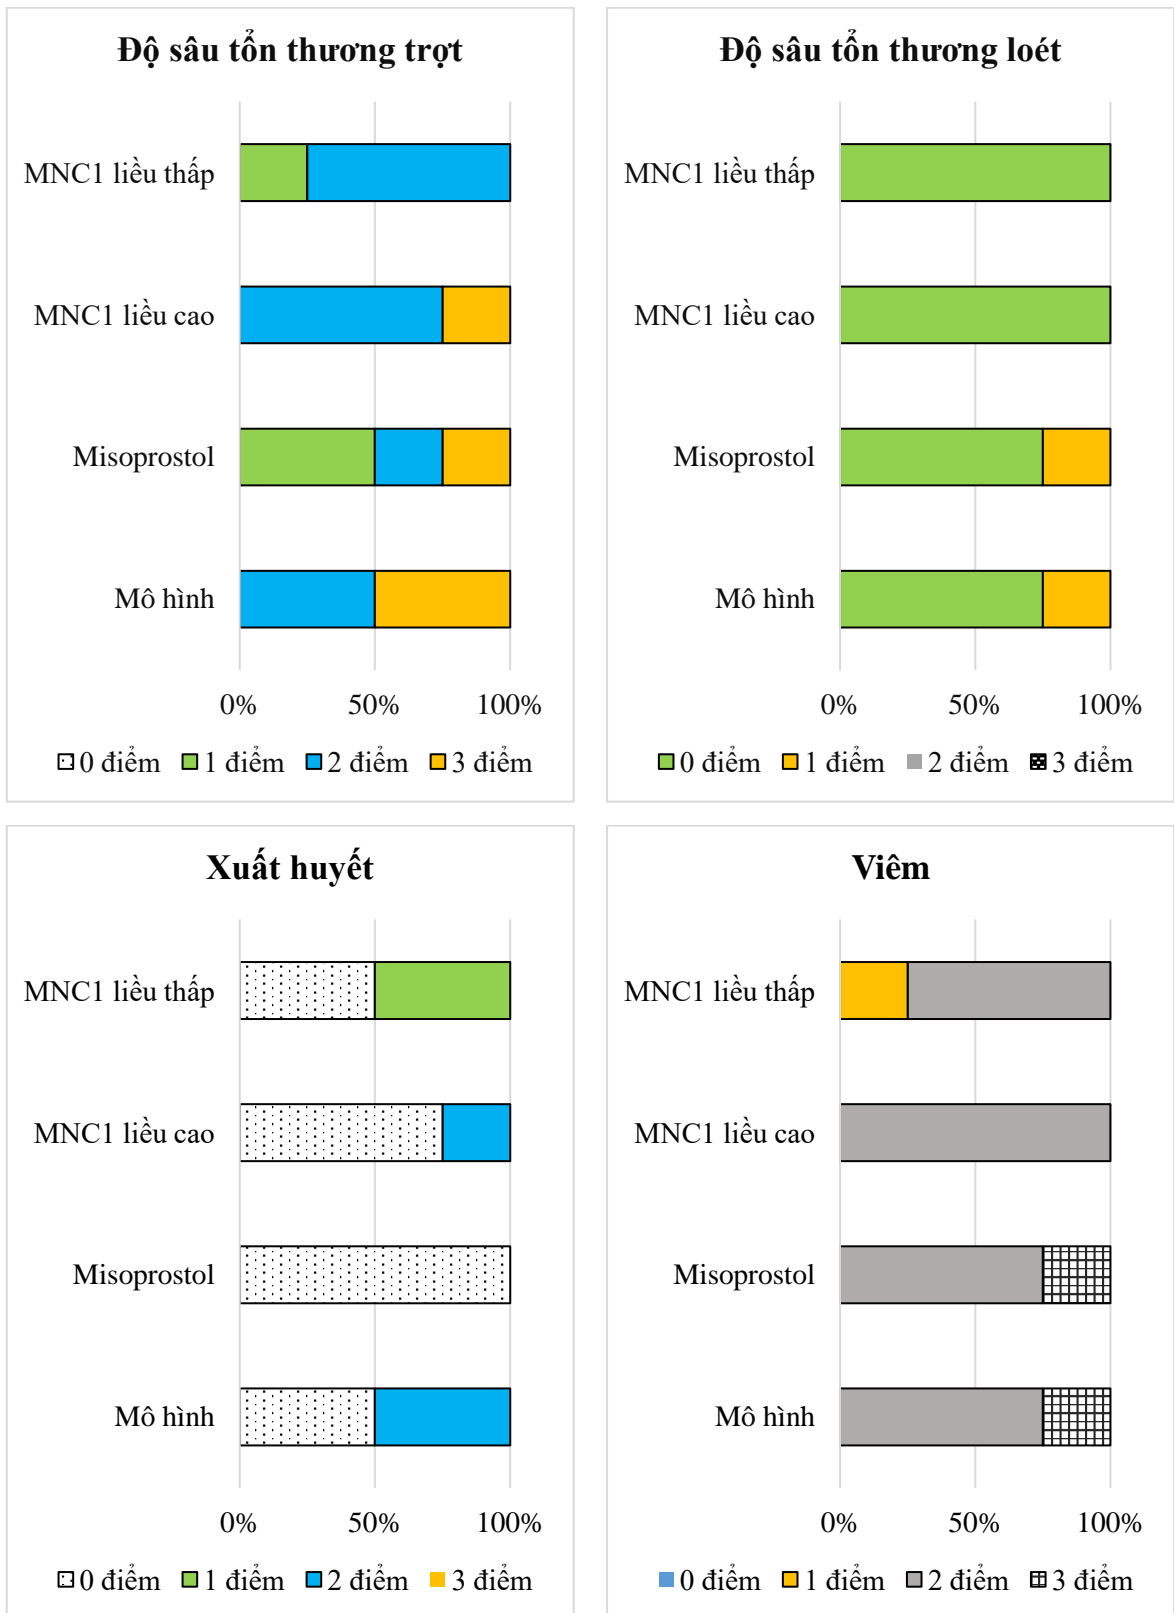 Độ sâu tổn thương trợt
MNC1 liều thấp
MNC1 liều cao
Misoprostol
Mô hình
0% 50% 100%
0 điểm 1 điểm 2 điểm 3 điểm
Độ sâu tổn thương loét
MNC1 liều thấp
MNC1 liều cao
Misoprostol
Mô hình
0% 50% 100%
0 điểm 1 điểm 2 điểm 3 điểm
Xuất huyết
MNC1 liều thấp
MNC1 liều cao
Misoprostol
Mô hình
0% 50% 100%
0 điểm 1 điểm 2 điểm 3 điểm
Viêm
MNC1 liều thấp
MNC1 liều cao
Misoprostol
Mô hình
0% 50% 100%
0 điểm 1 điểm 2 điểm 3 điểm